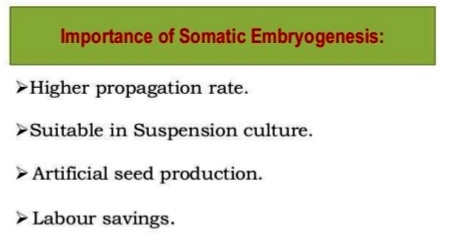 Importance of Somatic Embryogenesis:
➢Higher propagation rate.
➢Suitable in Suspension culture.
➢Artificial seed production.
➢Labour savings.